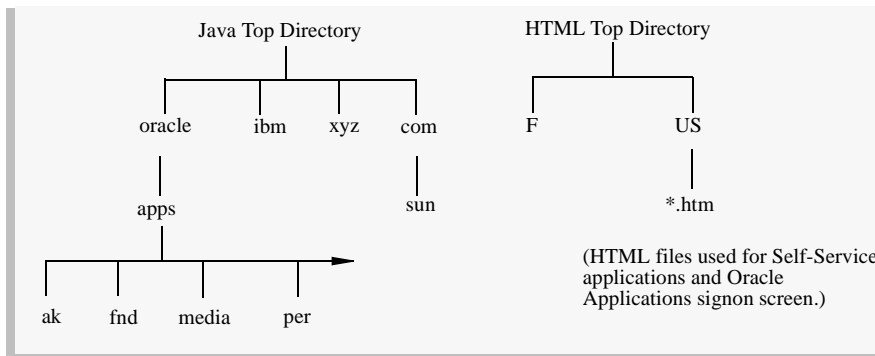 Java Top Directory
HTML Top Directory
oracle
ibm
xyz
com
F
US
apps
sun
*.htm
(HTML files used for Self-Service
applications and Oracle
Applications signon screen.)
ak
fnd
media
per